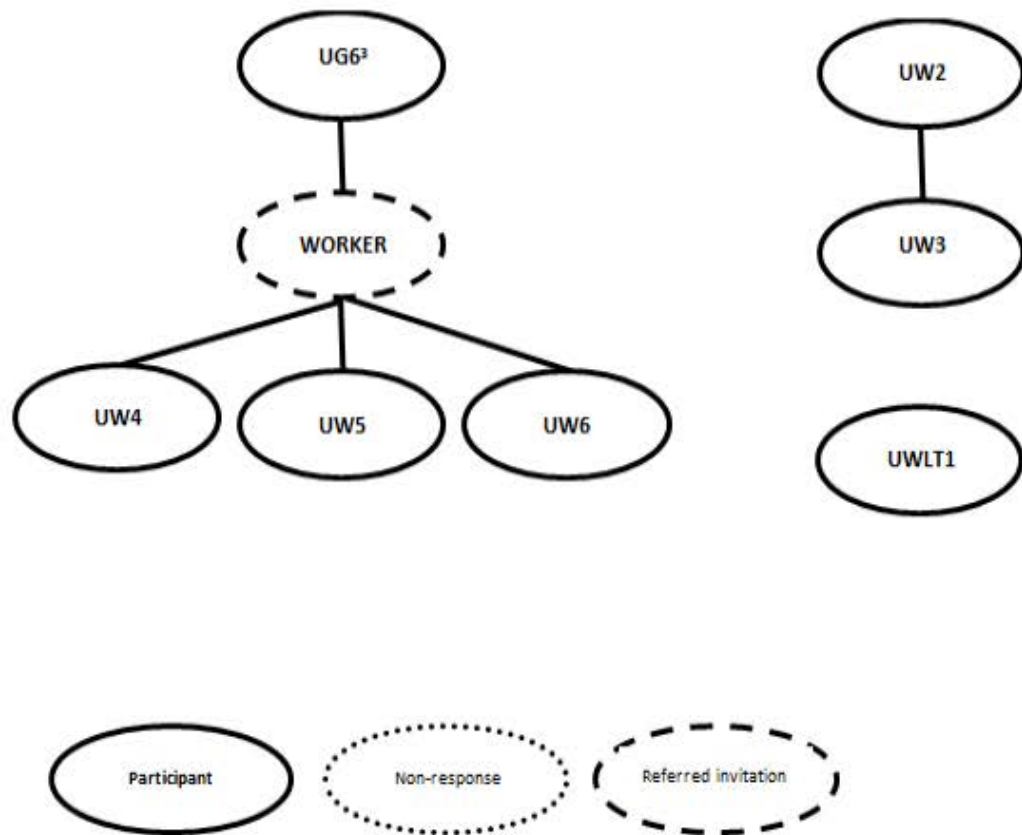 UG6³
UW2
WORKER
UW3
UW4
UW5
UW6
UWLT1
Participant
Non-response
Referred invitation